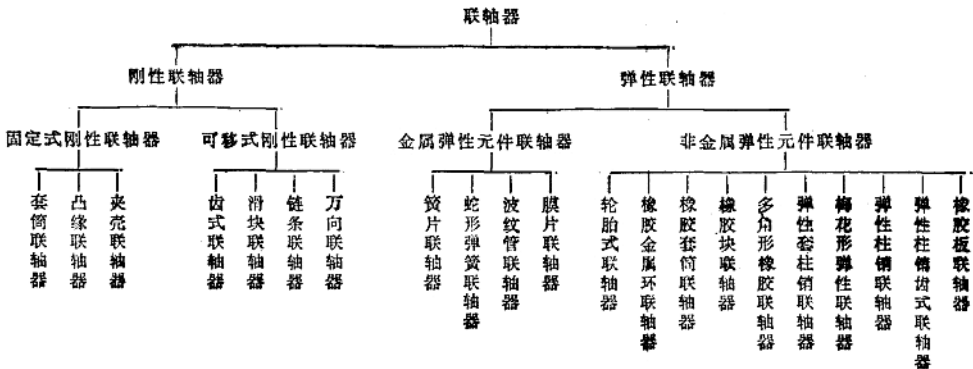 联轴器
刚性联轴器
弹性联轴器
固定式刚性联轴器
可移式刚性联轴器
金属弹性元件联轴器
非金属弹性元件联轴器
套筒联轴器
凸缘联轴器
夹壳联轴器
齿式联轴器
滑块联轴器
链条联轴器
万向联轴器
簧片联轴器
蛇形弹簧联轴器
波纹管联轴器
膜片联轴器
轮胎式联轴器
橡胶金属环联轴器
橡胶套筒联轴器
橡胶块联轴器
多角形橡胶联轴器
弹性套柱销联轴器
梅花形弹性联轴器
弹性柱销联轴器
弹性柱销齿式联轴器
橡胶板联轴器